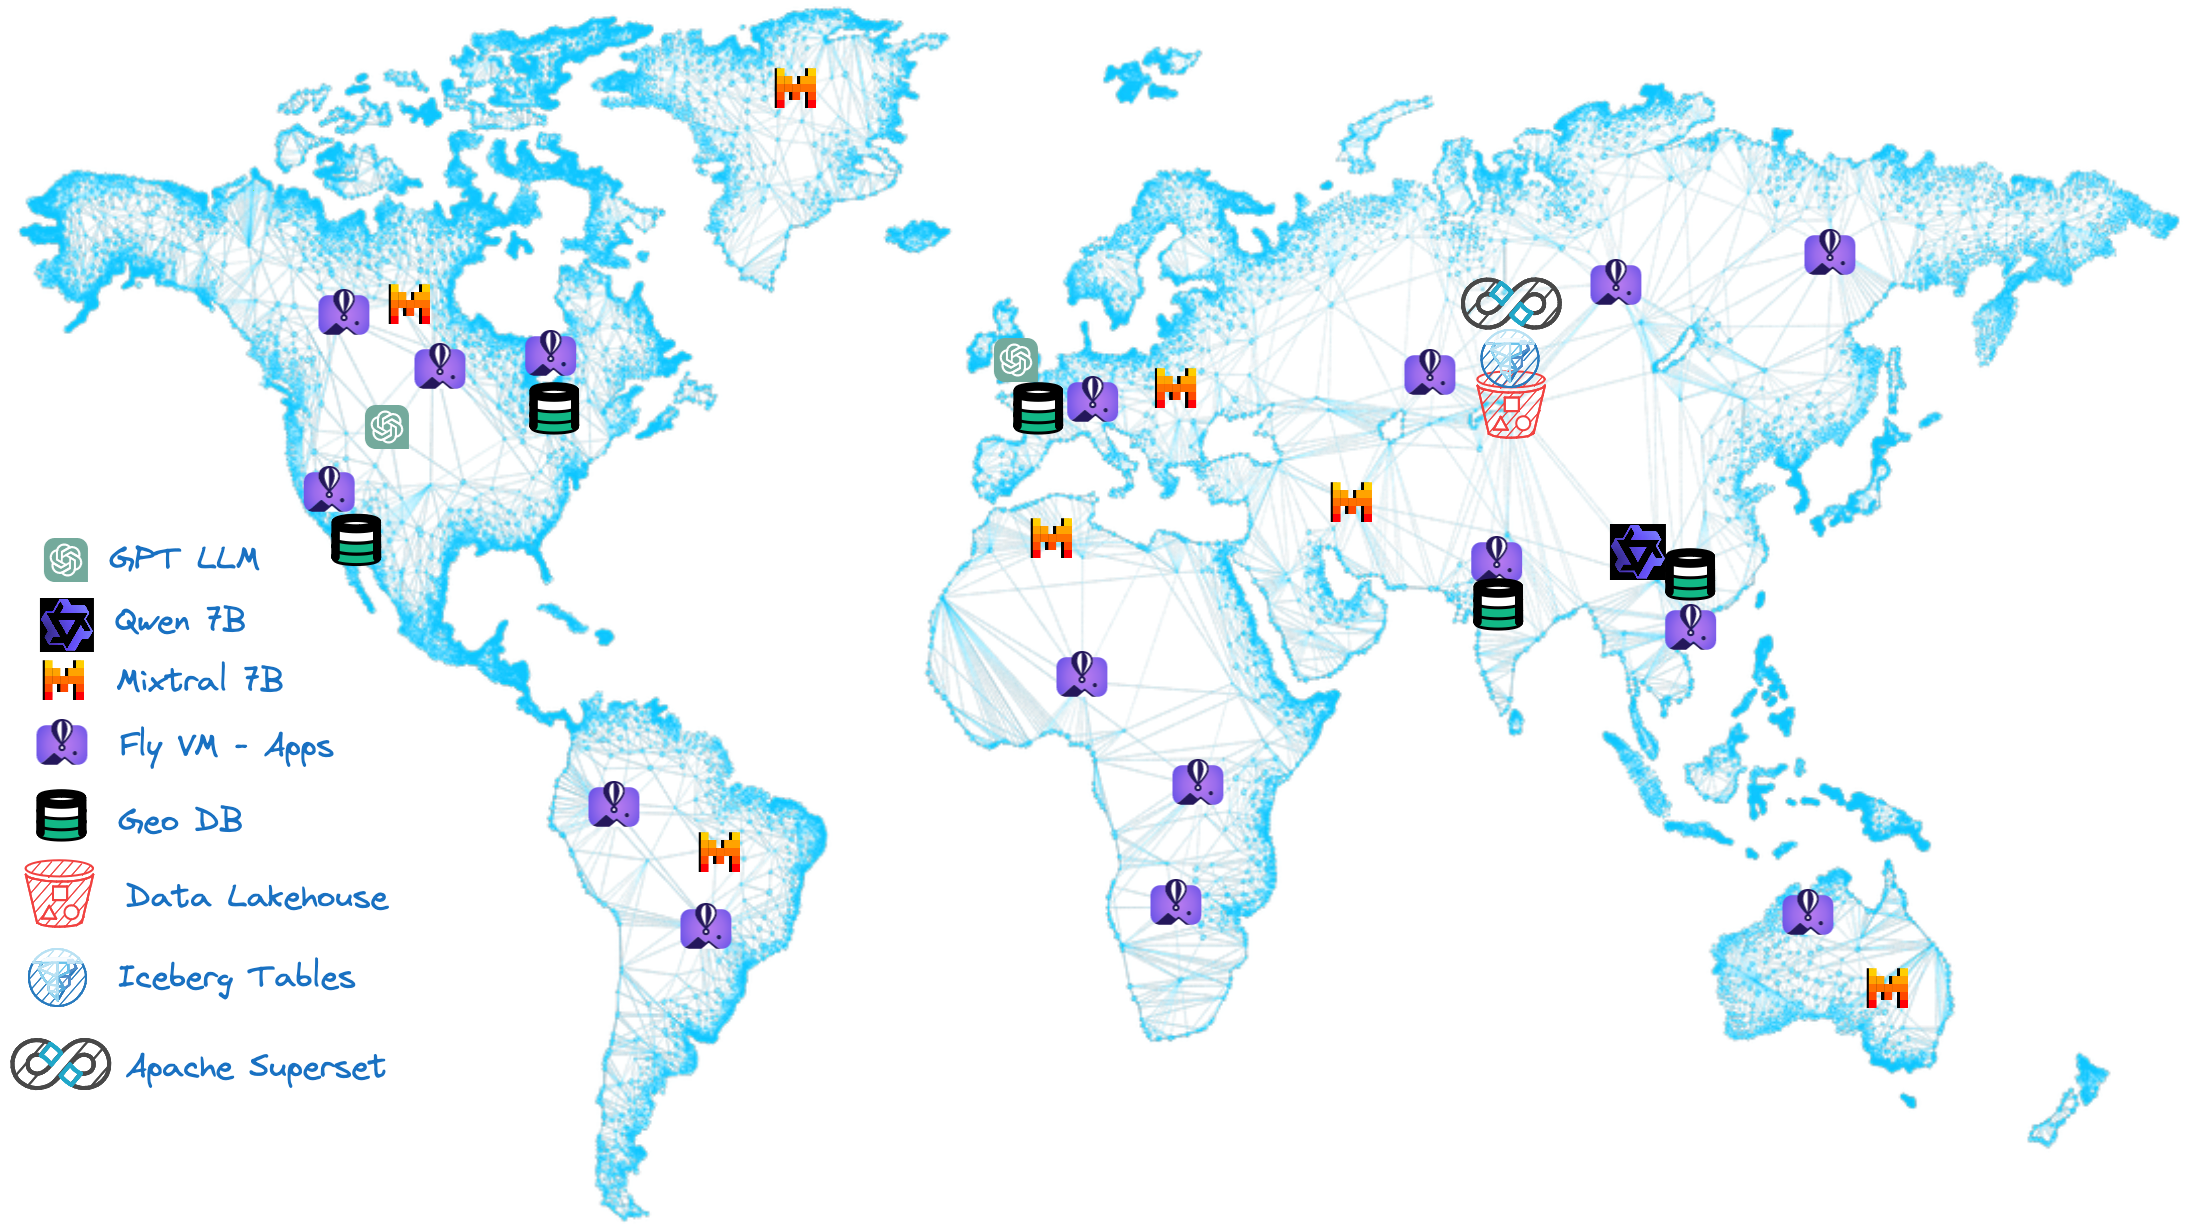 GPT LLM
Qwen 7B
Mixtral 7B
Fly VM - Apps
Geo DB
Data Lakehouse
Iceberg Tables
Apache Superset